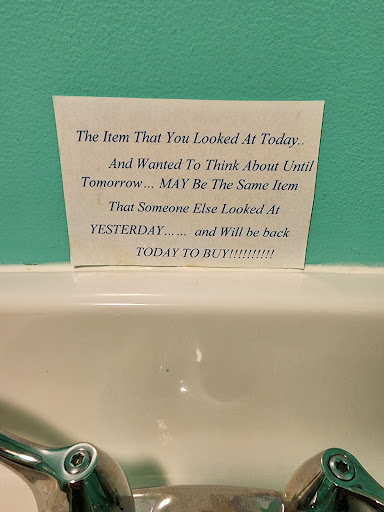 The Item That You Looked At Today..
And Wanted To Think About Until
Tomorrow... MAY Be The Same Item
That Someone Else Looked At
YESTERDAY...... and Will be back
TODAY TO BUY!!!!!!!!!!